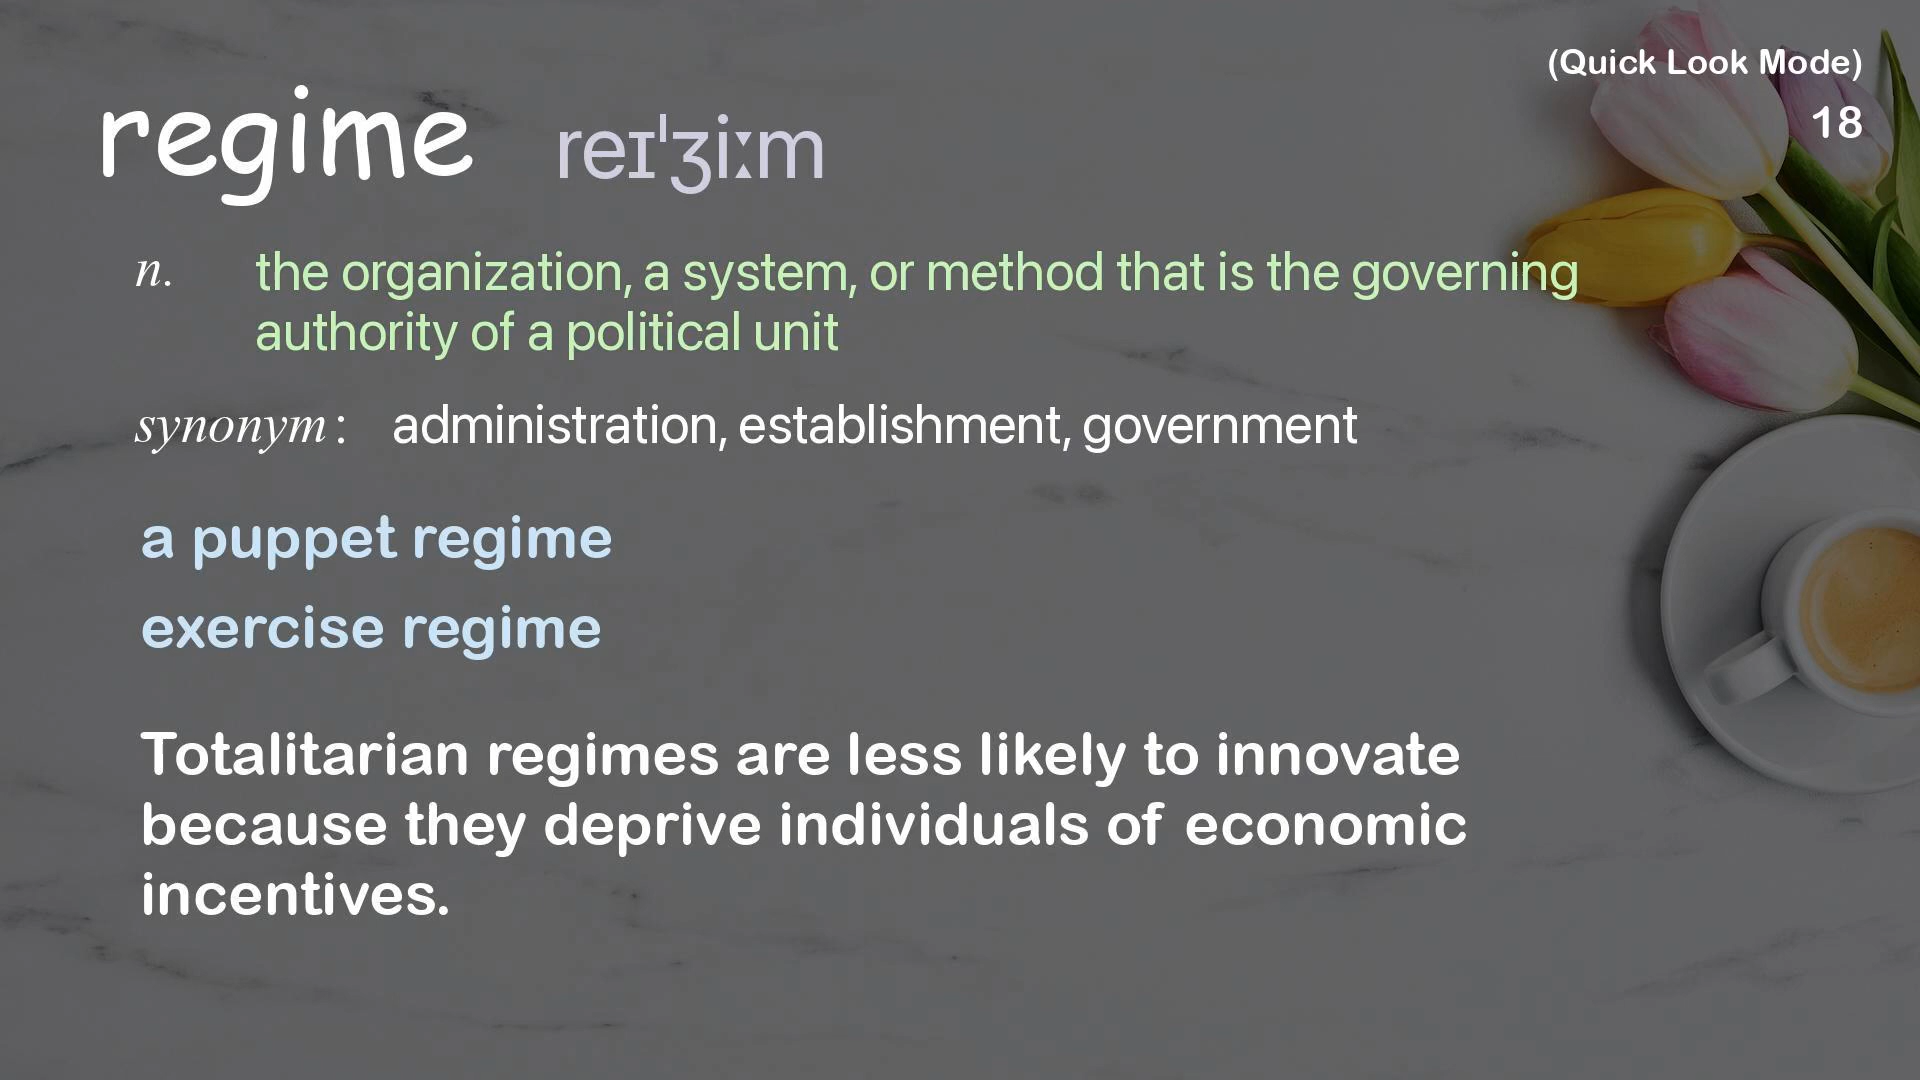 (Quick Look Mode)
18
regime reɪˈʒiːm
n. the organization, a system, or method that is the governing
authority of a political unit
synonym: administration, establishment, government
a puppet regime
exercise regime
Totalitarian regimes are less likely to innovate
because they deprive individuals of economic
incentives.